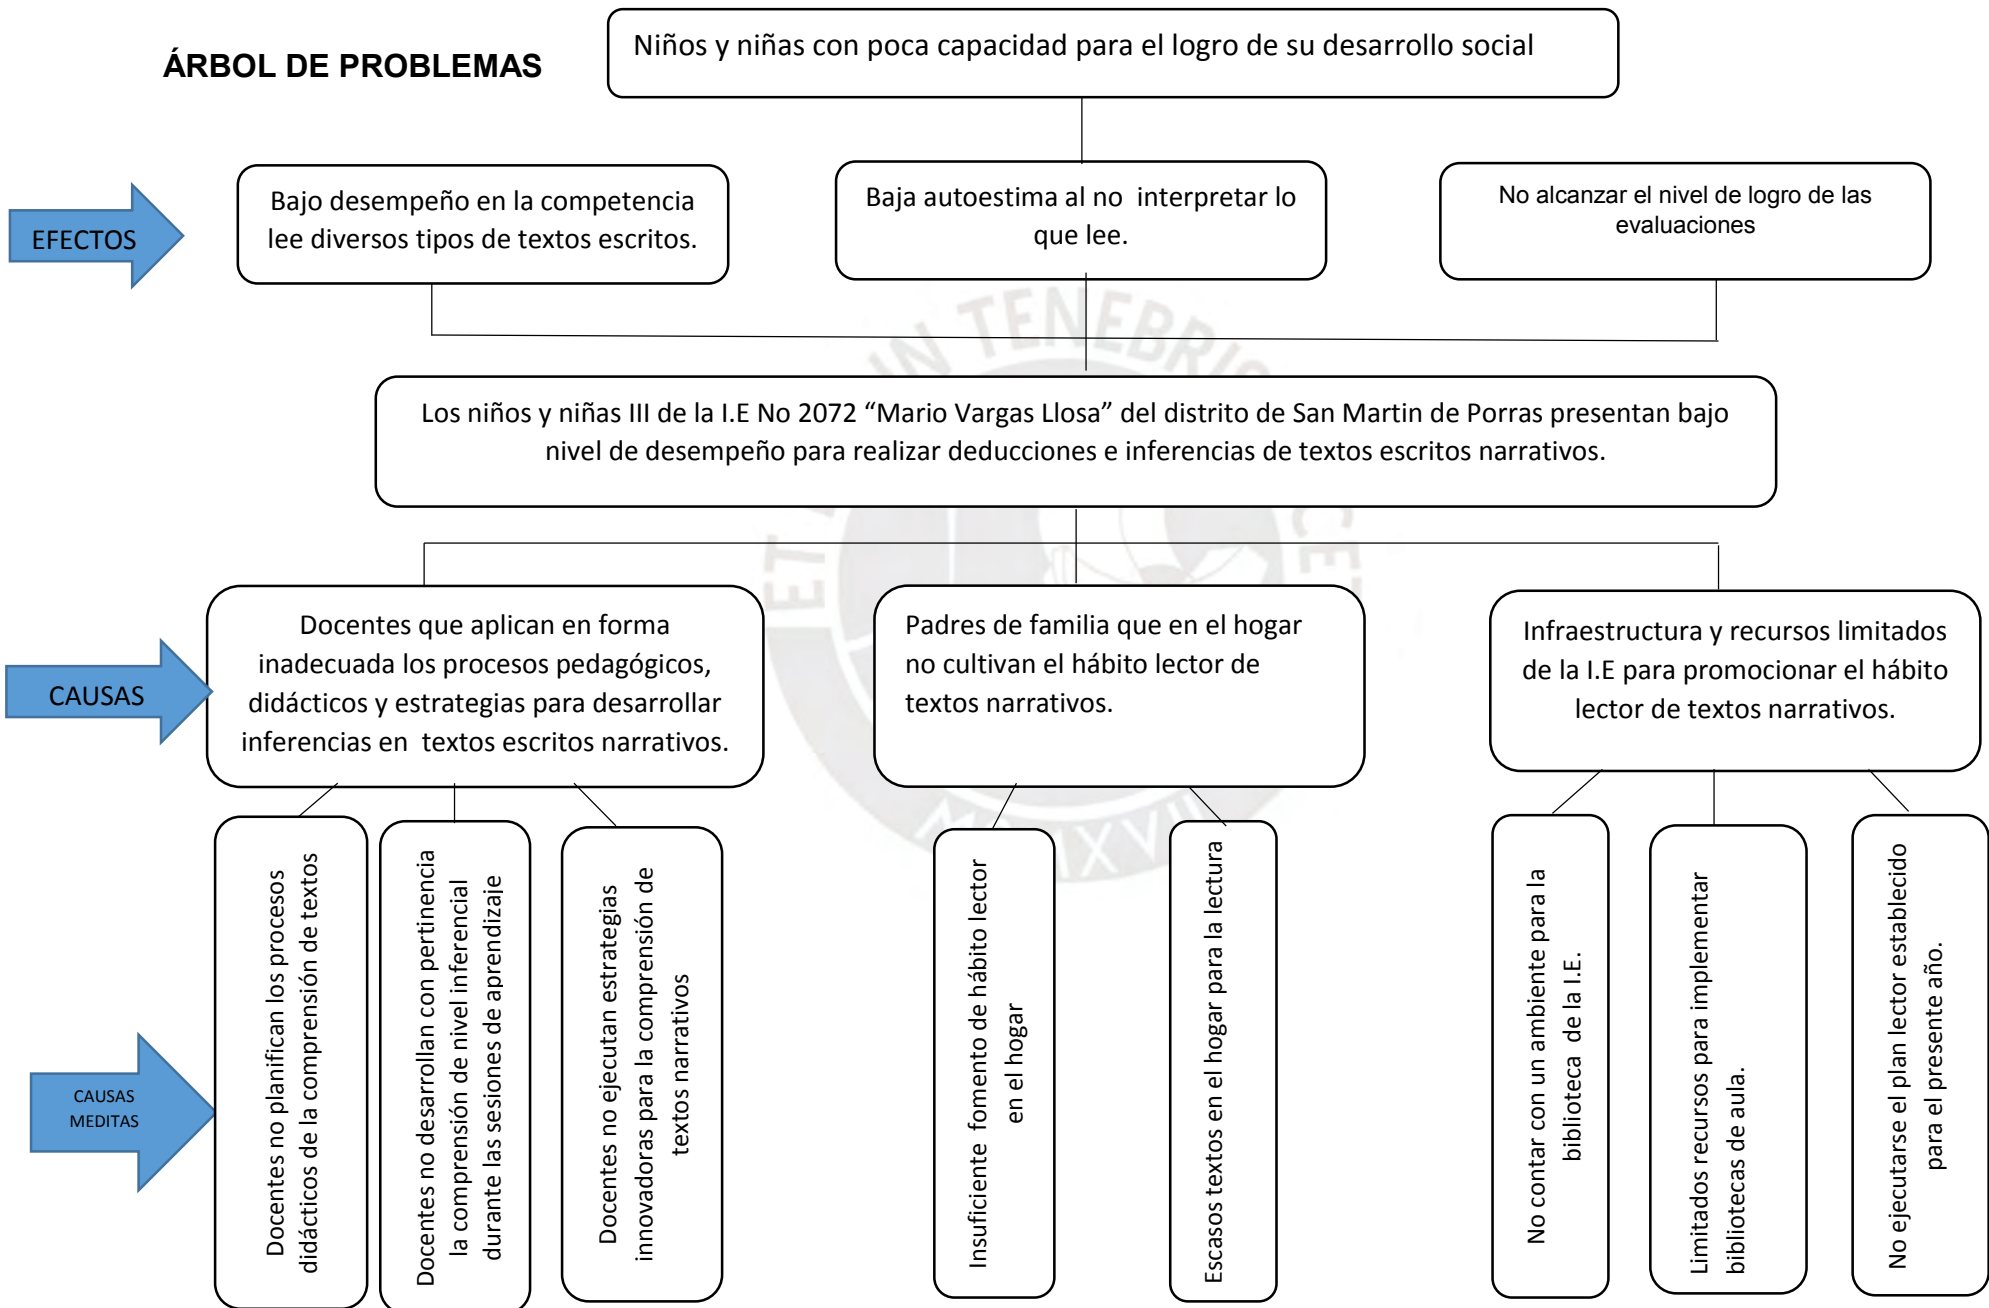 ÁRBOL DE PROBLEMAS
Niños y niñas con poca capacidad para el logro de su desarrollo social
EFECTOS
Bajo desempeño en la competencia
lee diversos tipos de textos escritos.
Baja autoestima al no  interpretar lo
que lee.
No alcanzar el nivel de logro de las
evaluaciones
IN TENEBRIS
Los niños y niñas III de la I.E No 2072 “Mario Vargas Llosa” del distrito de San Martin de Porras presentan bajo
nivel de desempeño para realizar deducciones e inferencias de textos escritos narrativos.
ET
CET
CAUSAS
Docentes que aplican en forma
inadecuada los procesos pedagógicos,
didácticos y estrategias para desarrollar
inferencias en  textos escritos narrativos.
Padres de familia que en el hogar
no cultivan el hábito lector de
textos narrativos.
Infraestructura y recursos limitados
de la I.E para promocionar el hábito
lector de textos narrativos.
CAUSAS
MEDITAS
Docentes no planifican los procesos
didácticos de la comprensión de textos
Docentes no desarrollan con pertinencia
la comprensión de nivel inferencial
durante las sesiones de aprendizaje
Docentes no ejecutan estrategias
innovadoras para la comprensión de
textos narrativos
Insuficiente  fomento de hábito lector
en el hogar
Escasos textos en el hogar para la lectura
No contar con un ambiente para la
biblioteca  de la I.E.
Limitados recursos para implementar
bibliotecas de aula.
No ejecutarse el plan lector establecido
para el presente año.